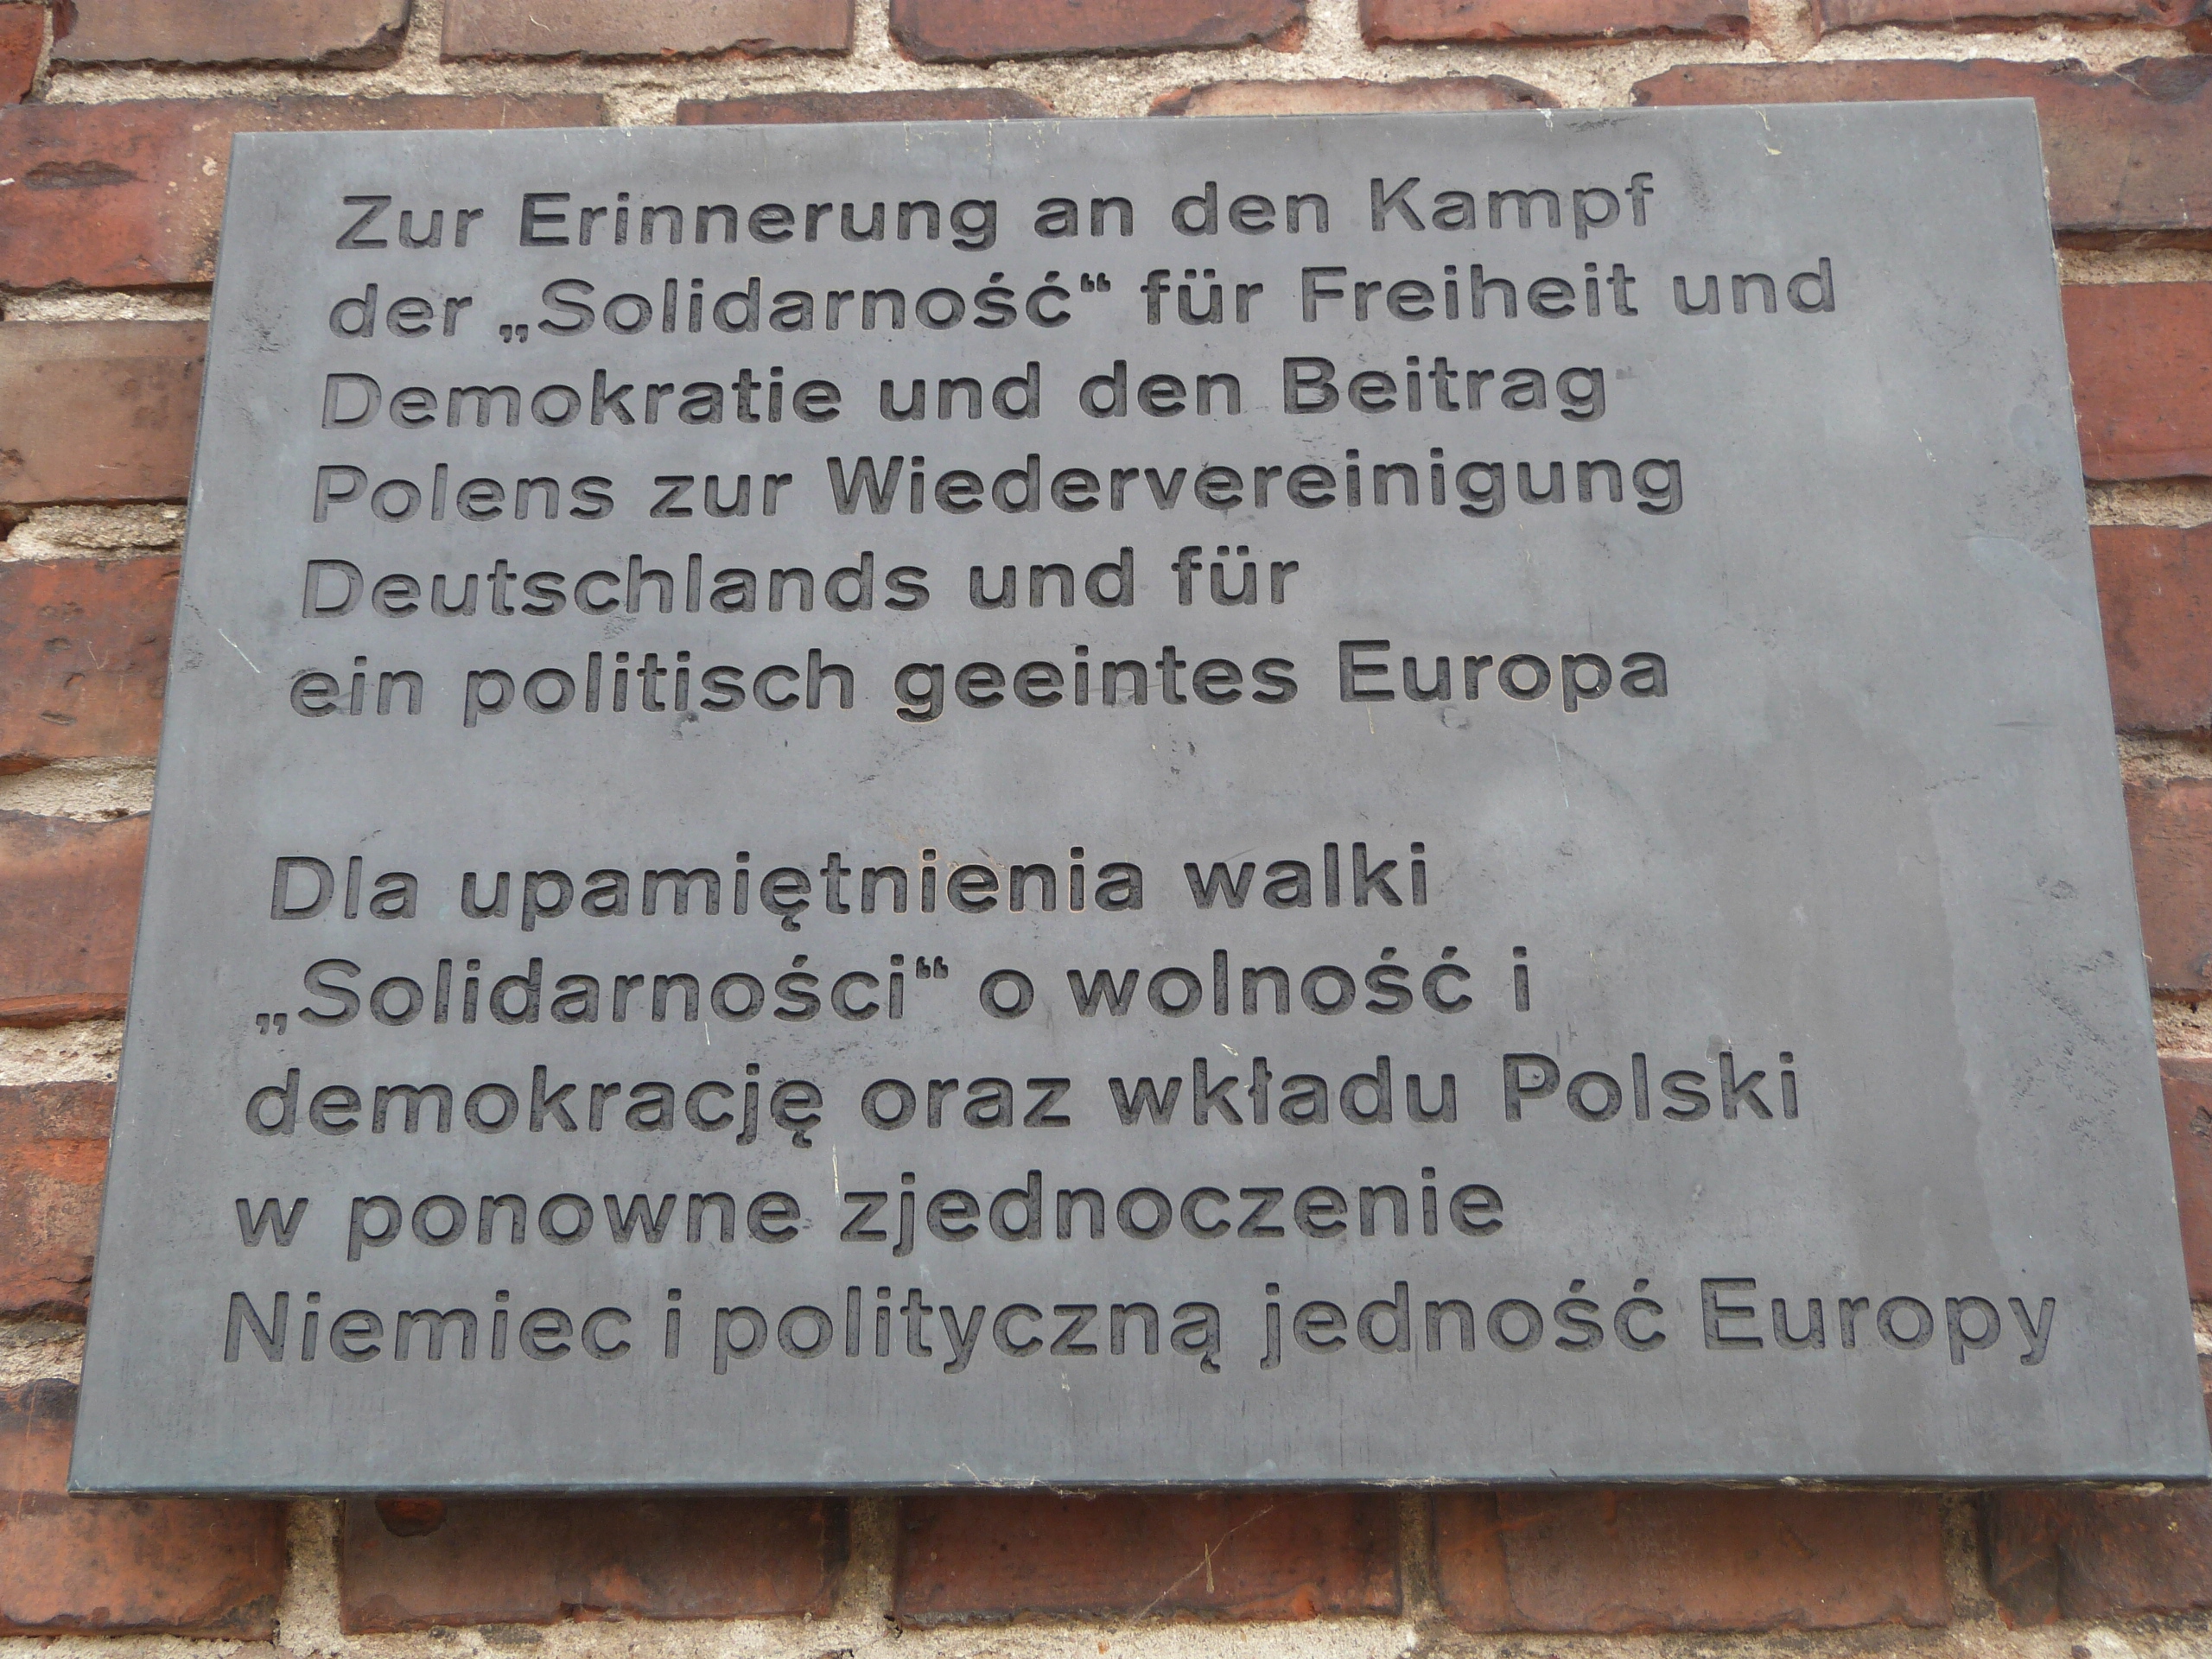 Zur Erinnerung an den Kampf
der „Solidarność“ für Freiheit und
Demokratie und den Beitrag
Polens zur Wiedervereinigung
Deutschlands und für
ein politisch geeintes Europa
Dla upamiętnienia walki
„Solidarności“ o wolność i
demokrację oraz wkładu Polski
w ponowne zjednoczenie
Niemiec i polityczną jedność Europy